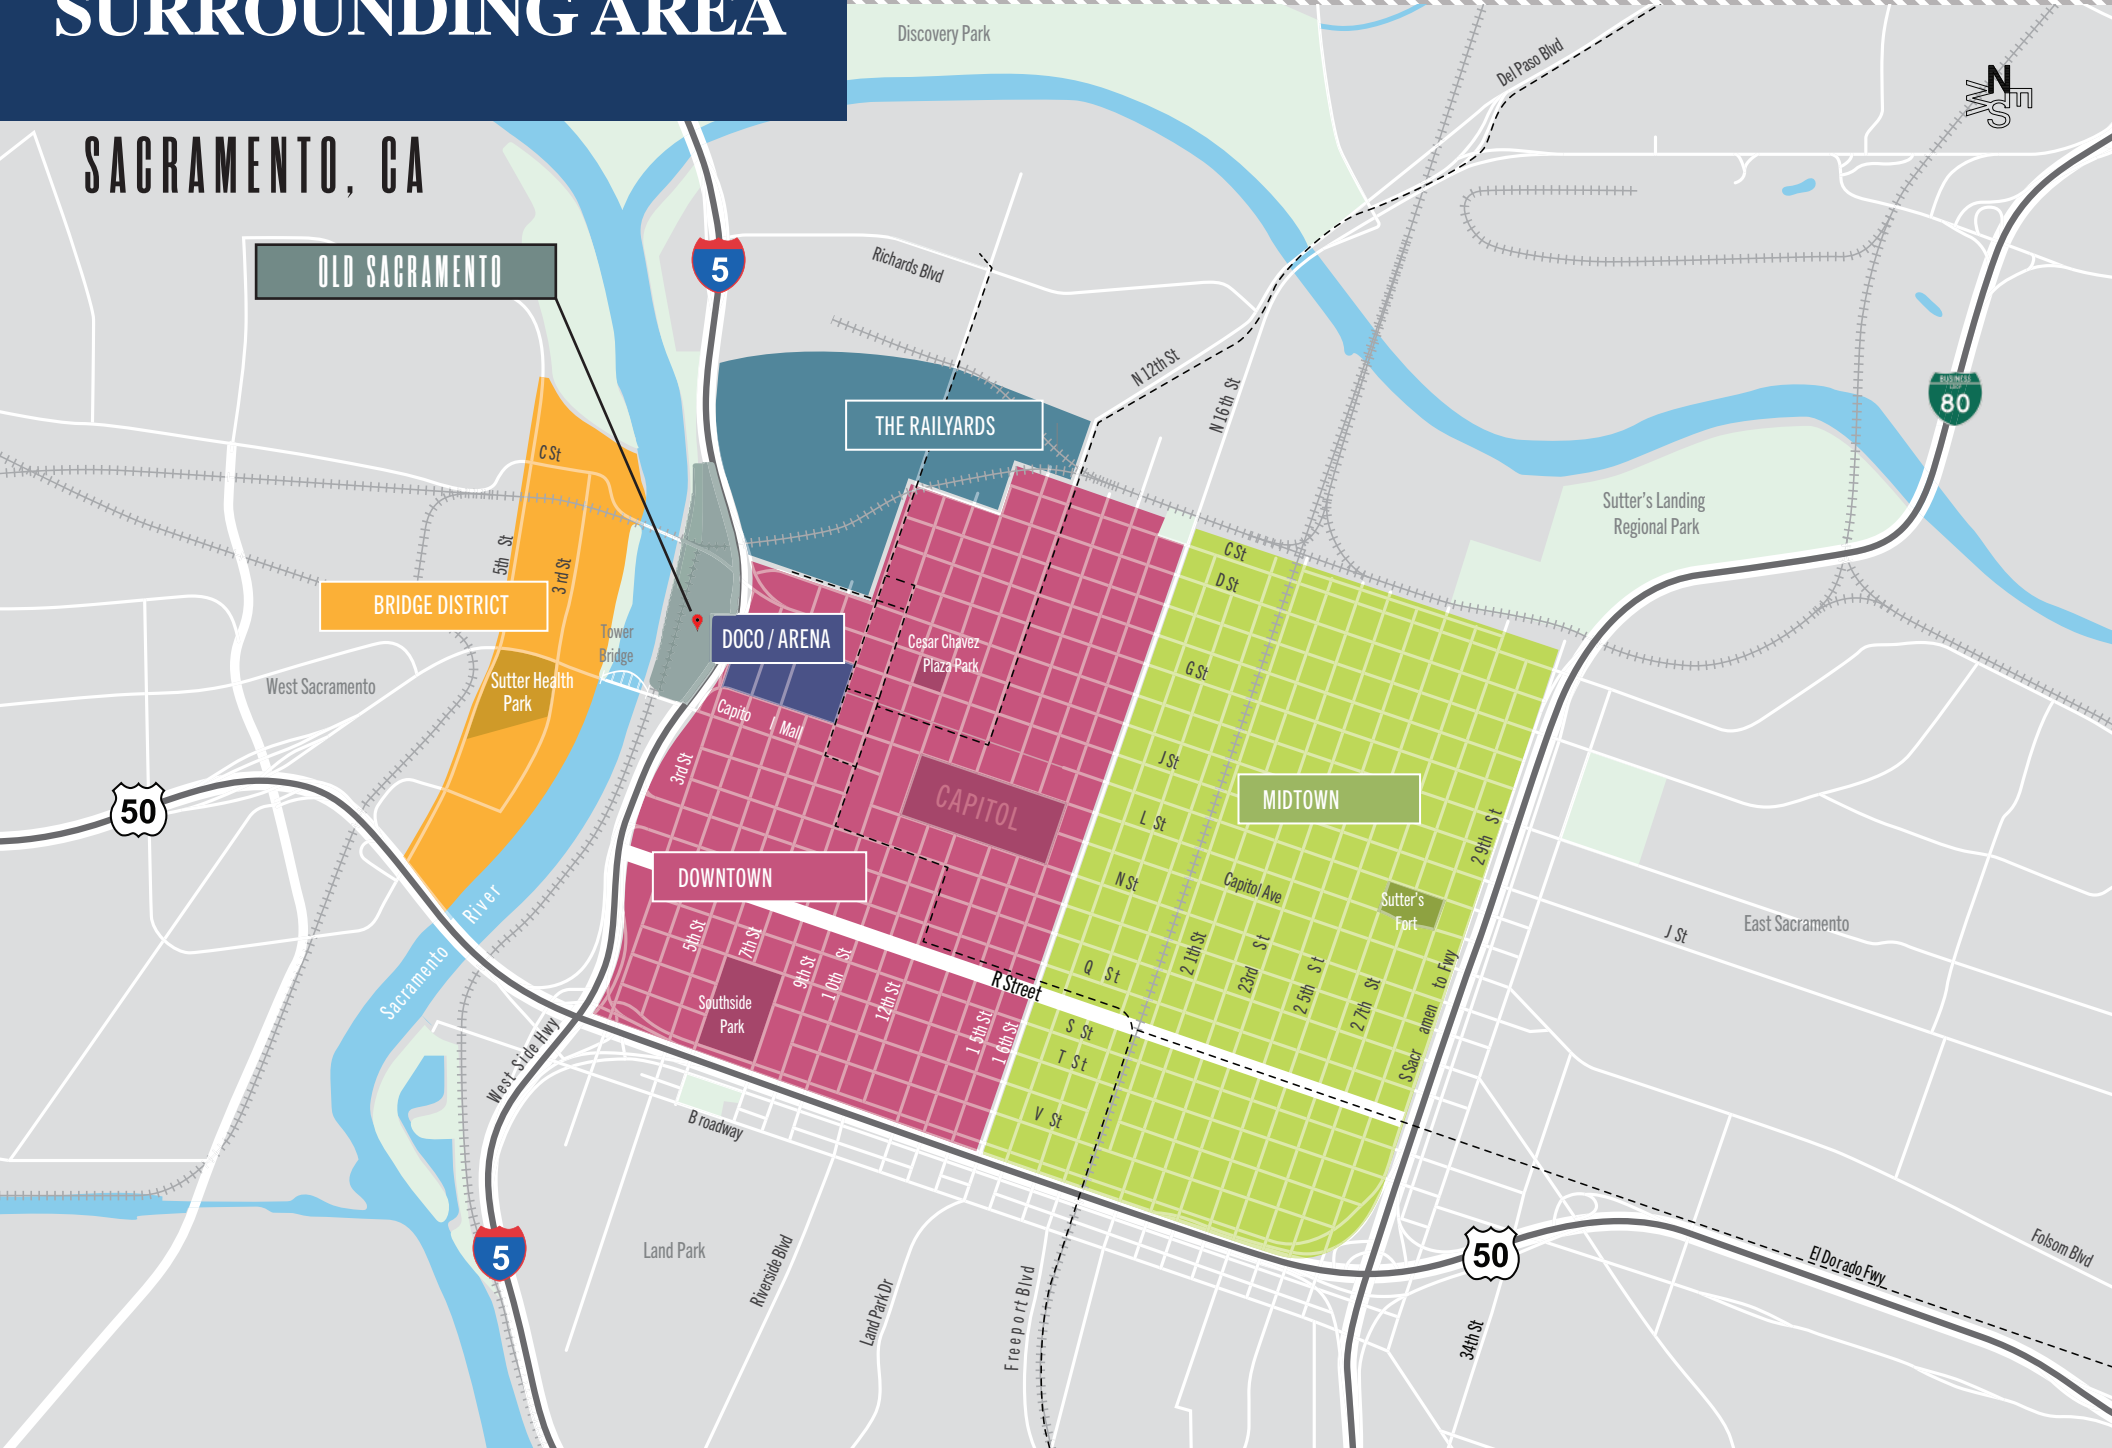 SURROUNDING AREA
SACRAMENTO, CA
Discovery Park
Del Paso Blvd
N
W
E
S
OLD SACRAMENTO
5
Richards Blvd
N 12th St
N 16th St
BUSINESS
LOOP
80
THE RAILYARDS
C St
5th St
3rd St
BRIDGE DISTRICT
Tower
Bridge
West Sacramento
Sutter Health
Park
Sutter's Landing
Regional Park
C St
D St
G St
J St
L St
N St
Q St
S St
T St
V St
DOCO / ARENA
Cesar Chavez
Plaza Park
Capitol Mall
3rd St
CAPITOL
MIDTOWN
29th St
50
DOWNTOWN
Capitol Ave
Sutter's
Fort
East Sacramento
J St
Sacramento River
5th St
7th St
9th St
10th St
12th St
15th St
16th St
R Street
21th St
23rd St
25th St
27th St
S Sacramento Fwy
Southside
Park
West Side Hwy
Broadway
5
Land Park
Riverside Blvd
Land Park Dr
Freeport Blvd
34th St
50
El Dorado Fwy
Folsom Blvd